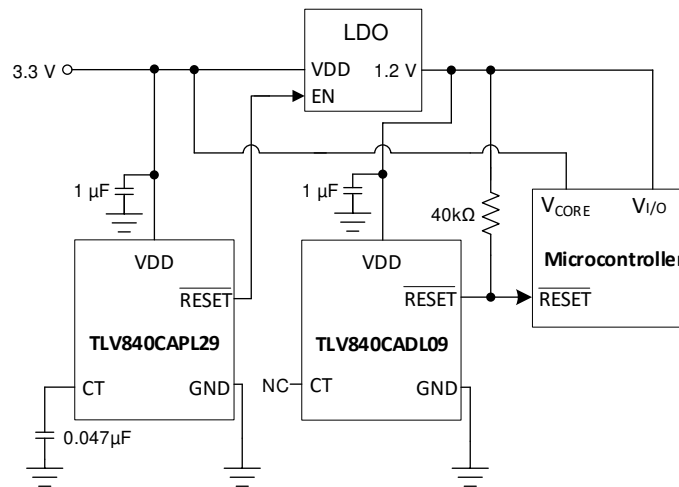 LDO
3.3 V
VDD
1.2 V
EN
1 µF
1 µF
40kΩ
VCORE
VI/O
Microcontroller
VDD
RESET
TLV840CAPL29
CT
GND
0.047µF
VDD
RESET
TLV840CADL09
NC
CT
GND
RESET